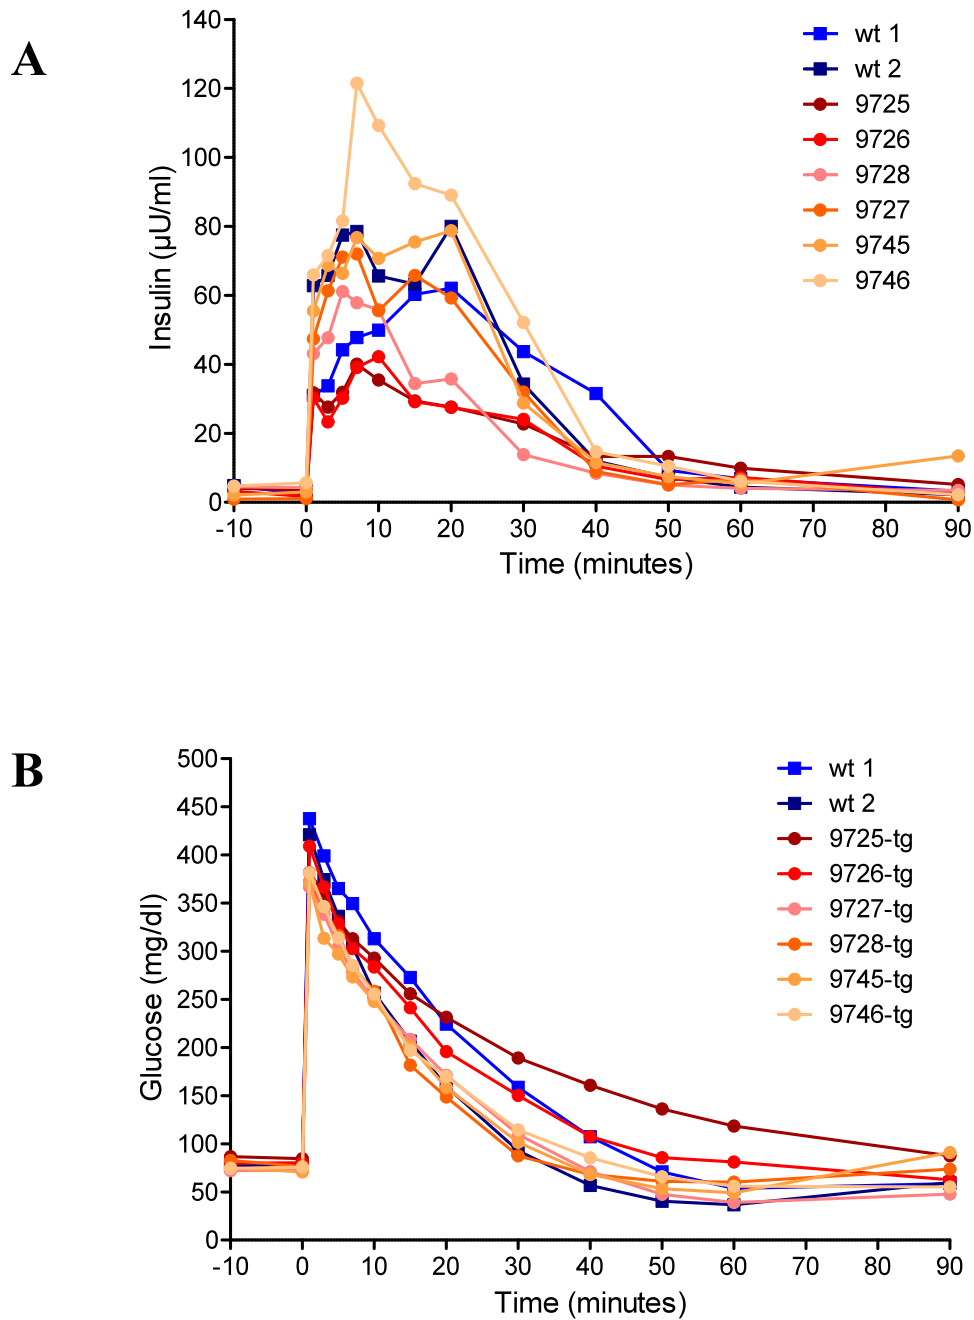 A
140
120
100
80
60
40
20
0
Insulin (µU/ml)
-10 0 10 20 30 40 50 60 70 80 90
Time (minutes)
wt 1
wt 2
9725
9726
9728
9727
9745
9746
B
500
450
400
350
300
250
200
150
100
50
0
Glucose (mg/dl)
-10 0 10 20 30 40 50 60 70 80 90
Time (minutes)
wt 1
wt 2
9725-tg
9726-tg
9727-tg
9728-tg
9745-tg
9746-tg